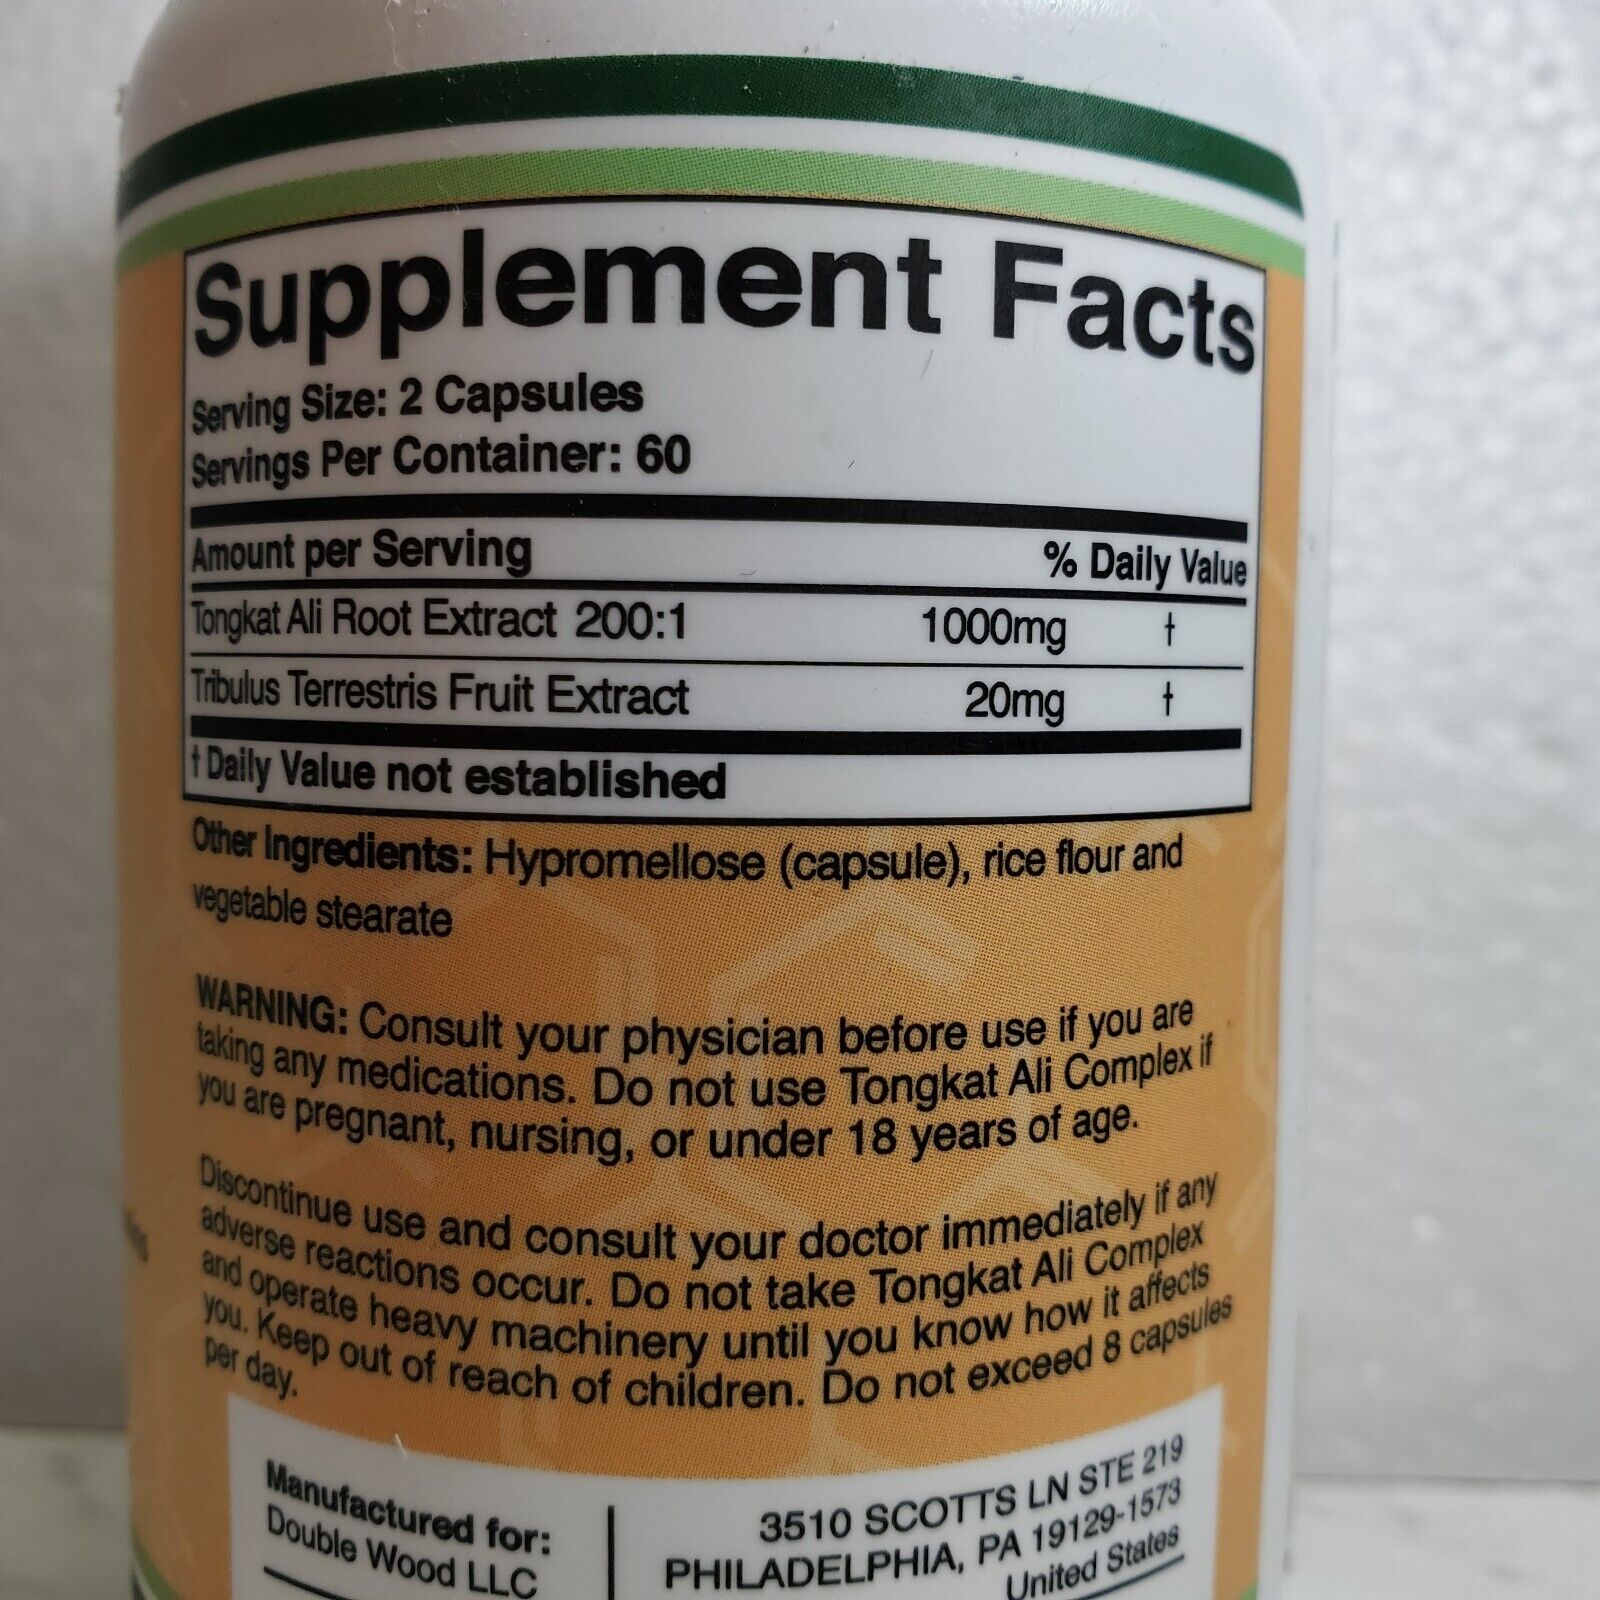 Supplement Facts
Serving Size: 2 Capsules
Servings Per Container: 60
Amount per Serving % Daily Value
Tongkat Ali Root Extract 200:1 1000mg †
Tribulus Terrestris Fruit Extract 20mg †
† Daily Value not established
Other Ingredients: Hypromellose (capsule), rice flour and
vegetable stearate
WARNING: Consult your physician before use if you are
taking any medications. Do not use Tongkat Ali Complex if
you are pregnant, nursing, or under 18 years of age.
Discontinue use and consult your doctor immediately if any
adverse reactions occur. Do not take Tongkat Ali Complex
and operate heavy machinery until you know how it affects
you. Keep out of reach of children. Do not exceed 8 capsules
per day.
Manufactured for:
Double Wood LLC
3510 SCOTTS LN STE 219
PHILADELPHIA, PA 19129-1573
United States